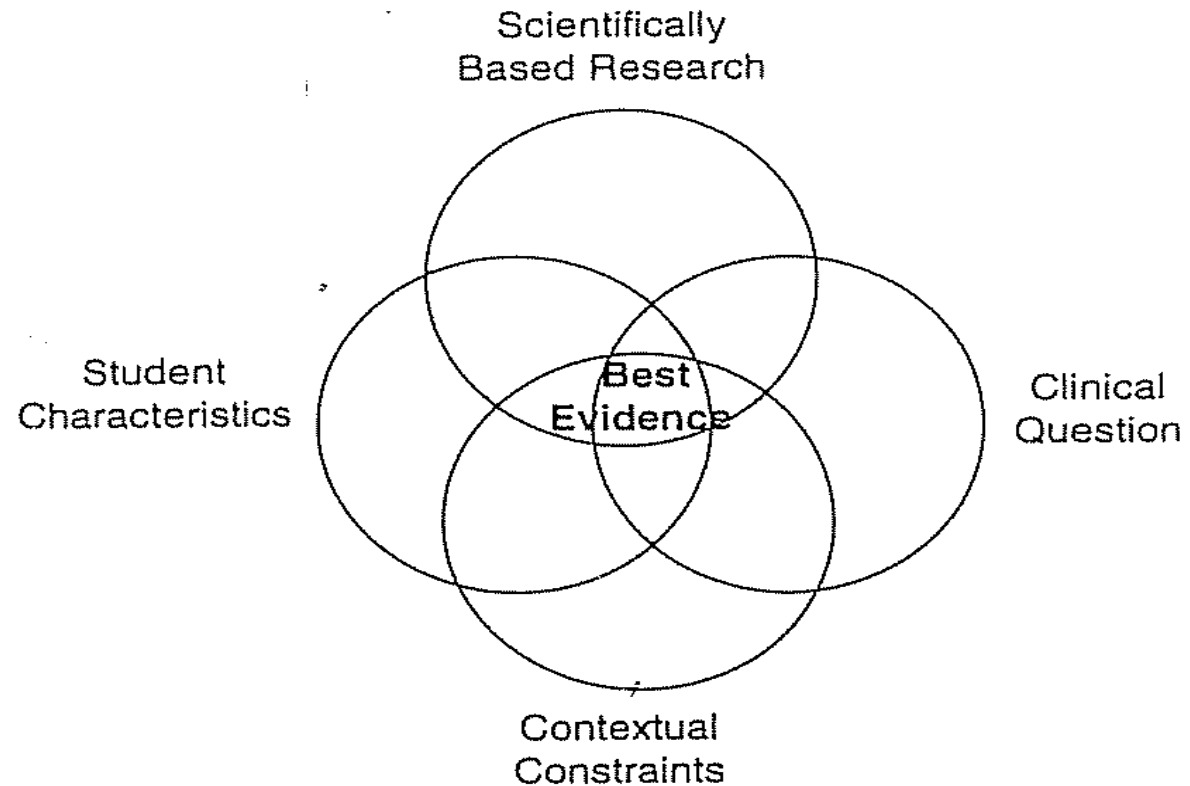 Scientifically
Based Research
Student
Characteristics
Best
Evidence
Clinical
Question
Contextual
Constraints